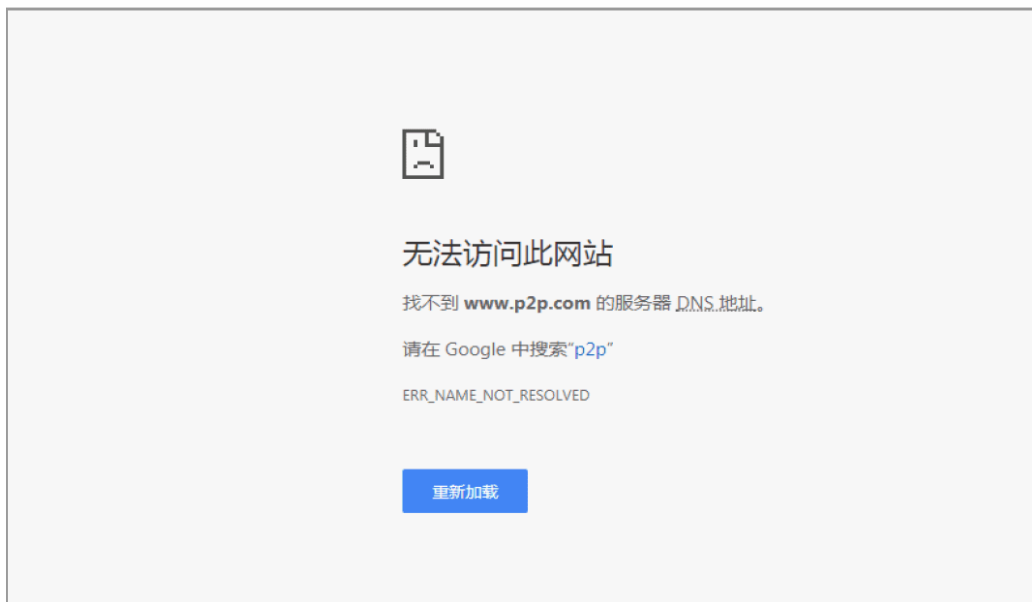 无法访问此网站
找不到 www.p2p.com 的服务器 DNS 地址。
请在 Google 中搜索“p2p”
ERR_NAME_NOT_RESOLVED
重新加载